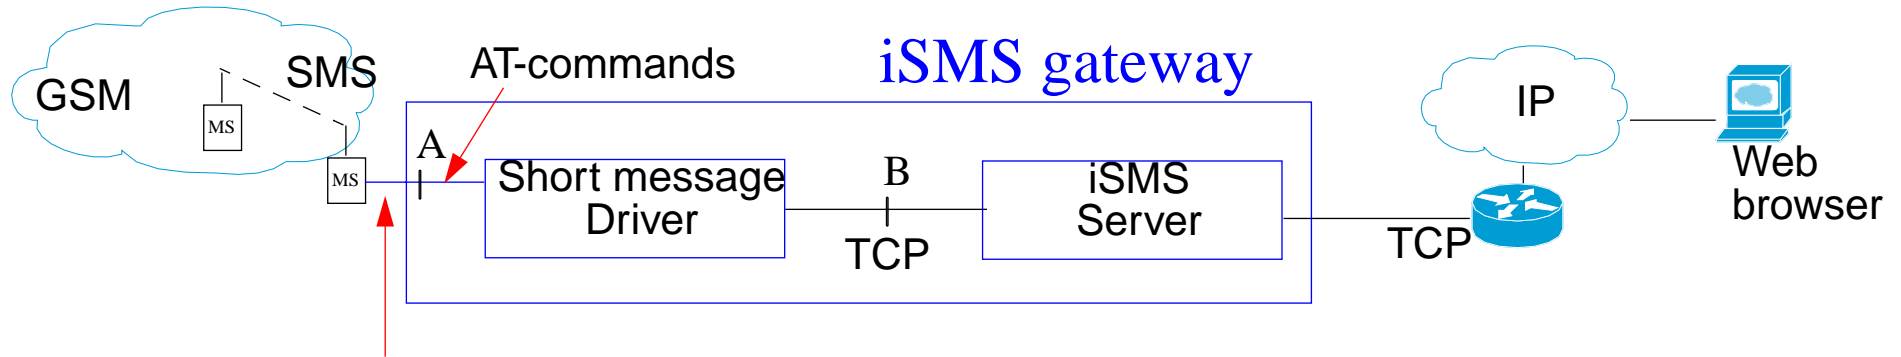 iSMS gateway
AT-commands
SMS
GSM
MS
MS
A
Short message
Driver
B
TCP
iSMS
Server
TCP
IP
Web
browser